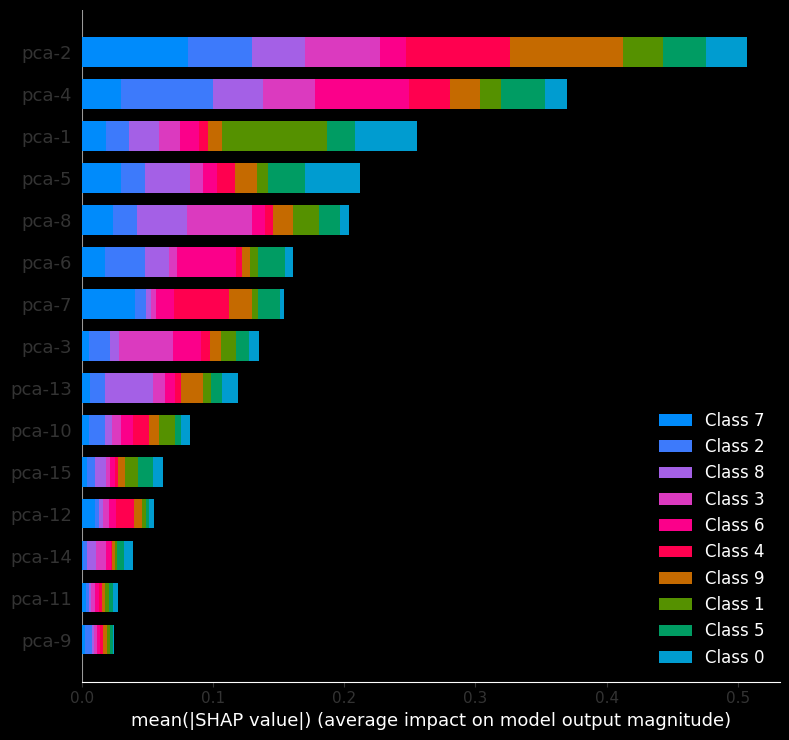 pca-2
pca-4
pca-1
pca-5
pca-8
pca-6
pca-7
pca-3
pca-13
pca-10
pca-15
pca-12
pca-14
pca-11
pca-9
Class 7
Class 2
Class 8
Class 3
Class 6
Class 4
Class 9
Class 1
Class 5
Class 0
0.0 0.1 0.2 0.3 0.4 0.5
mean(|SHAP value|) (average impact on model output magnitude)